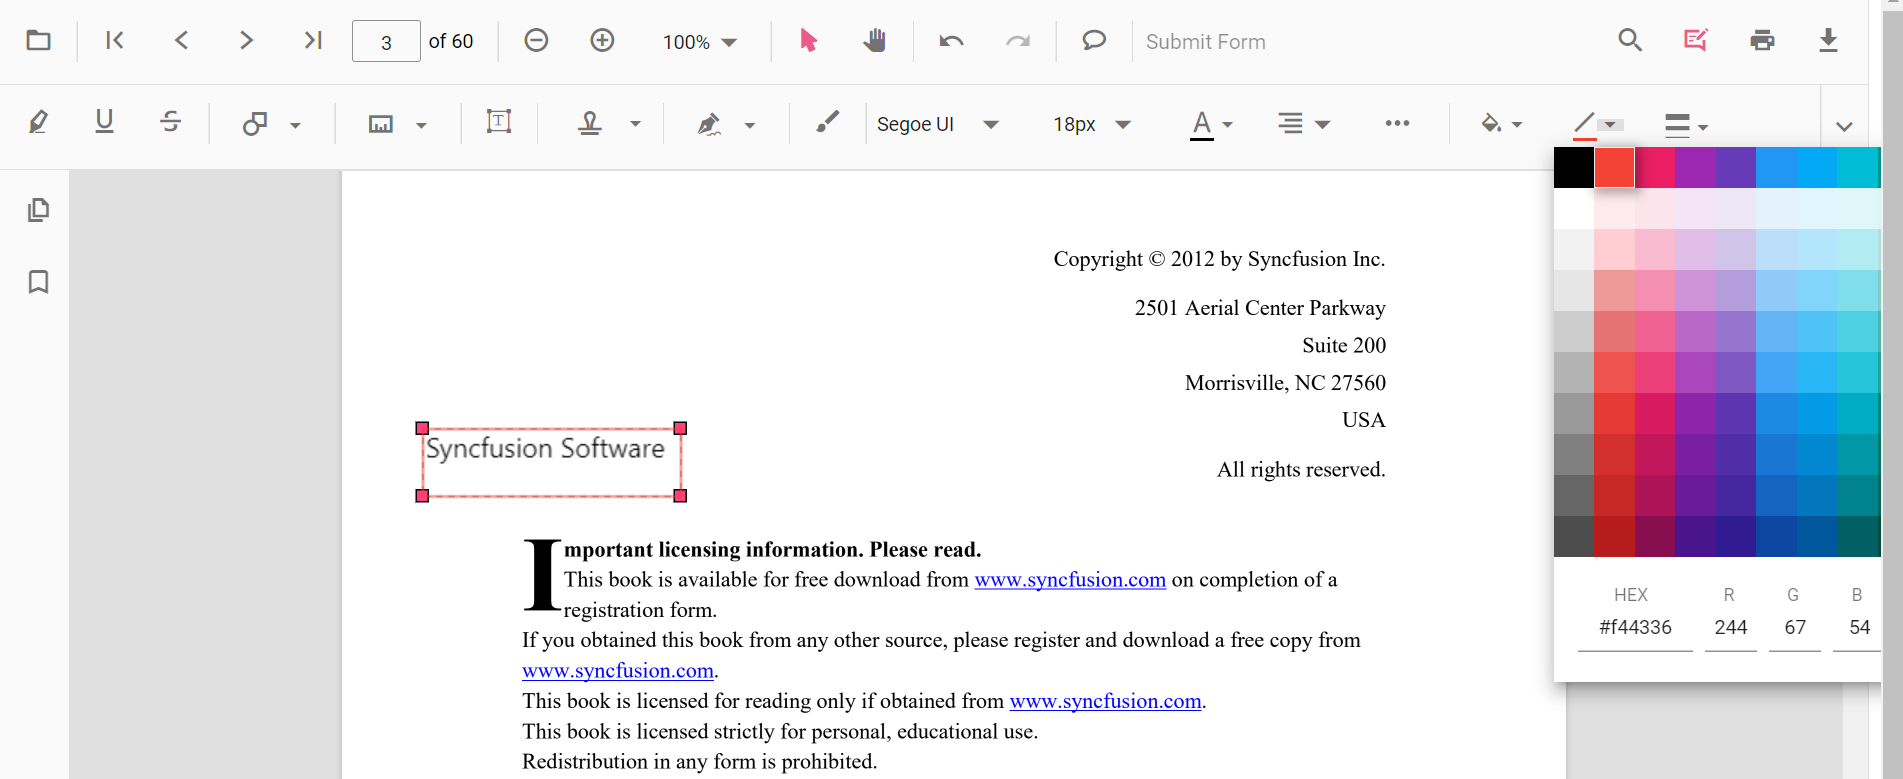 3 of 60 100% Submit Form
U S T Segoe UI 18px A
Copyright © 2012 by Syncfusion Inc.
2501 Aerial Center Parkway
Suite 200
Morrisville, NC 27560
USA
Syncfusion Software
All rights reserved.
Important licensing information. Please read.
This book is available for free download from www.syncfusion.com on completion of a
registration form.
If you obtained this book from any other source, please register and download a free copy from
www.syncfusion.com.
This book is licensed for reading only if obtained from www.syncfusion.com.
This book is licensed strictly for personal, educational use.
Redistribution in any form is prohibited.
HEX R G B
#f44336 244 67 54